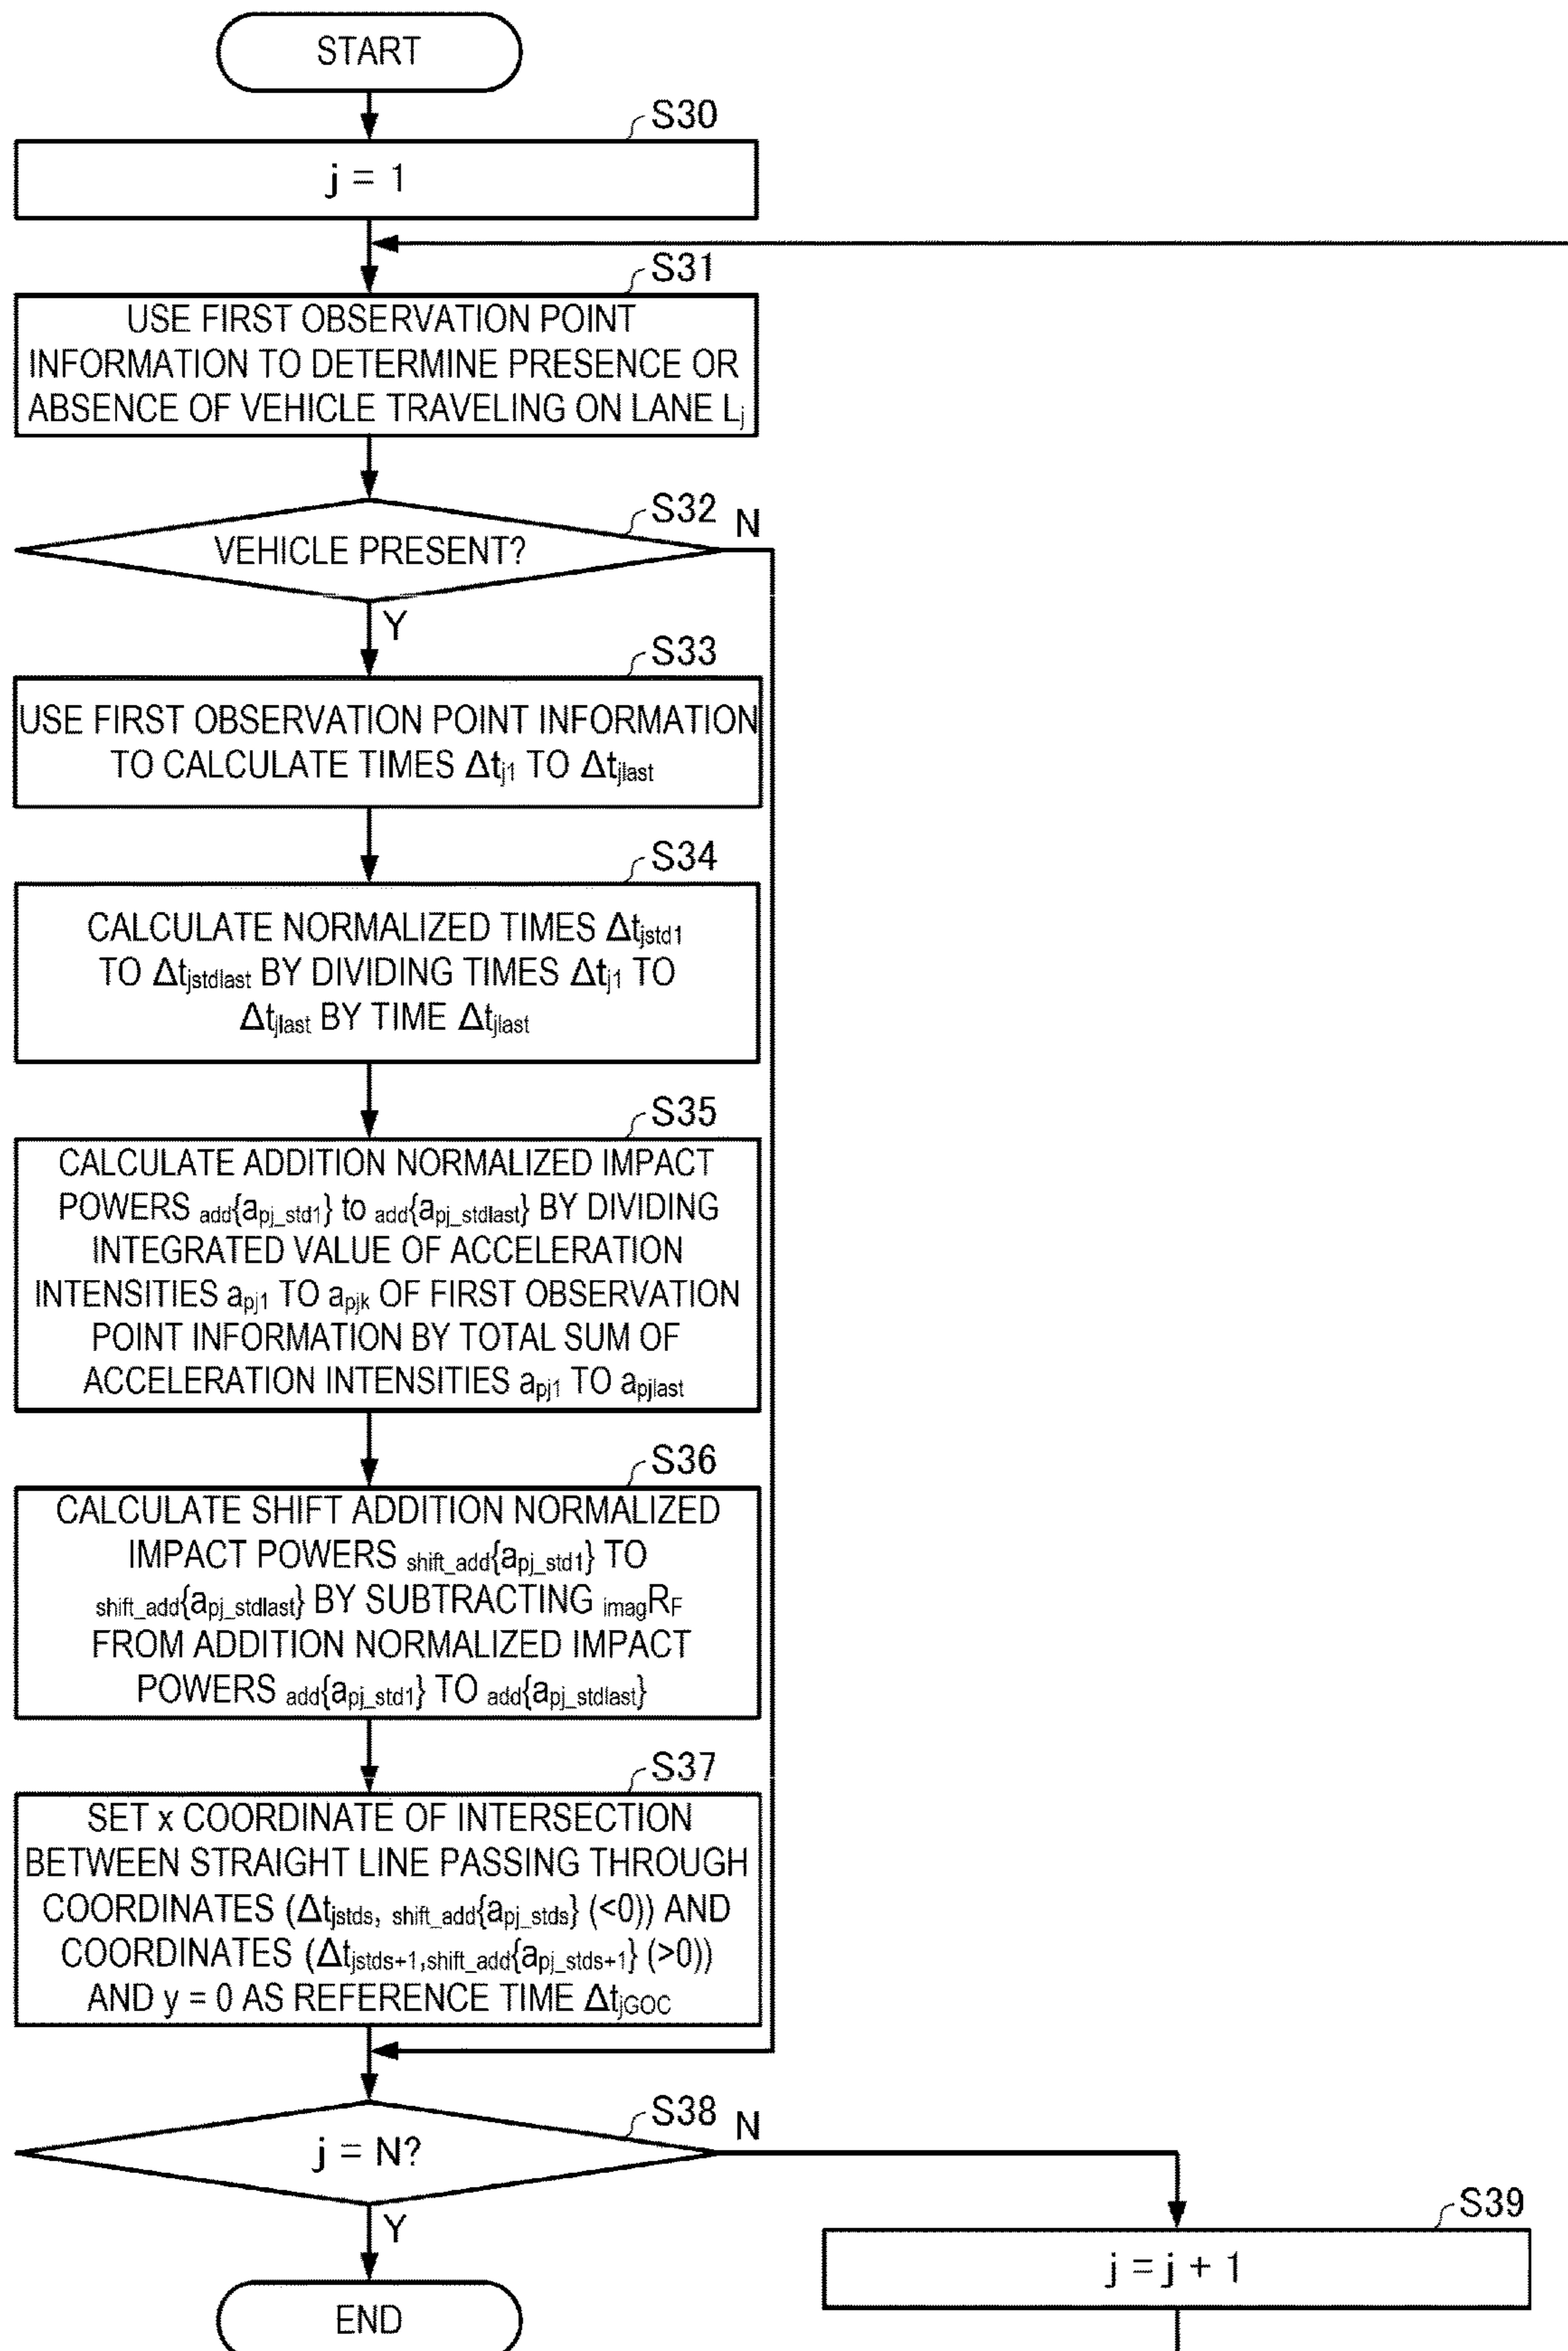 START
S30
j = 1
S31
USE FIRST OBSERVATION POINT
INFORMATION TO DETERMINE PRESENCE OR
ABSENCE OF VEHICLE TRAVELING ON LANE Lj
S32
N
VEHICLE PRESENT?
Y
S33
USE FIRST OBSERVATION POINT INFORMATION
TO CALCULATE TIMES Δtj1 TO Δtjlast
S34
CALCULATE NORMALIZED TIMES Δtjstd1
TO Δtjstdlast BY DIVIDING TIMES Δtj1 TO
Δtjlast BY TIME Δtjlast
S35
CALCULATE ADDITION NORMALIZED IMPACT
POWERS add{apj_std1} to add{apj_stdlast} BY DIVIDING
INTEGRATED VALUE OF ACCELERATION
INTENSITIES apj1 TO apjk OF FIRST OBSERVATION
POINT INFORMATION BY TOTAL SUM OF
ACCELERATION INTENSITIES apj1 TO apjlast
S36
CALCULATE SHIFT ADDITION NORMALIZED
IMPACT POWERS shift_add{apj_std1} TO
shift_add{apj_stdlast} BY SUBTRACTING imagRF
FROM ADDITION NORMALIZED IMPACT
POWERS add{apj_std1} TO add{apj_stdlast}
S37
SET x COORDINATE OF INTERSECTION
BETWEEN STRAIGHT LINE PASSING THROUGH
COORDINATES (Δtjstds, shift_add{apj_stds} (<0)) AND
COORDINATES (Δtjstds+1,shift_add{apj_stds+1} (>0))
AND y = 0 AS REFERENCE TIME ΔtjGOC
S38
N
j = N?
Y
S39
j = j + 1
END